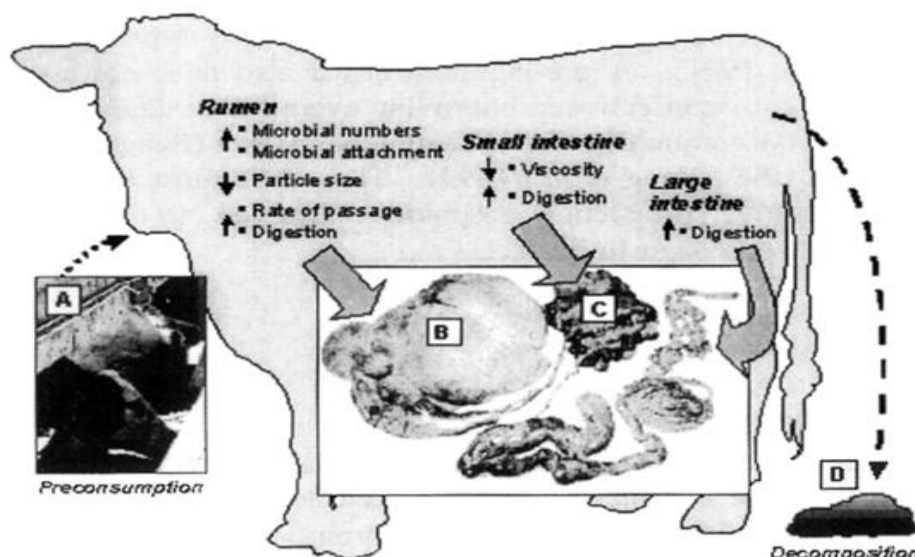 Rumen
▪ Microbial numbers
▪ Microbial attachment
▪ Particle size
▪ Rate of passage
▪ Digestion
Small intestine
▪ Viscosity
▪ Digestion
Large
intestine
▪ Digestion
A
B
C
D
Preconsumption
Decomposition